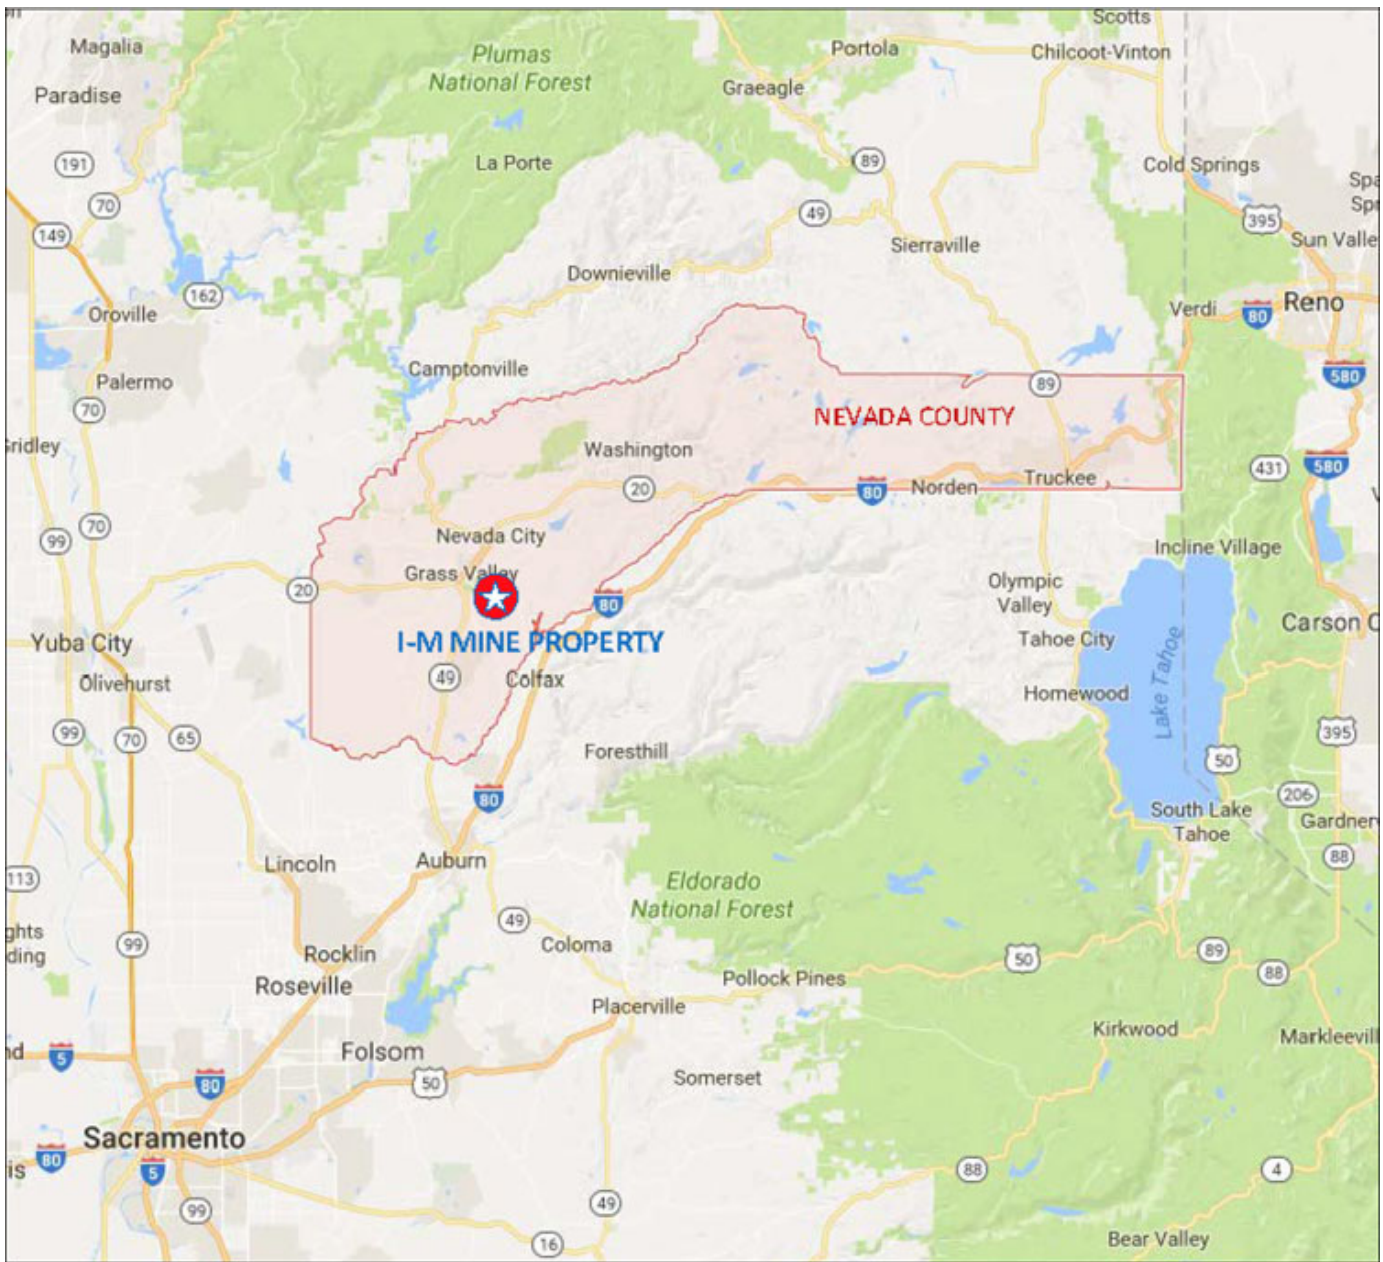 Scotts
Magalia
Plumas
National Forest
Portola
Chilcoot-Vinton
Graeagle
Paradise
191
La Porte
89
Cold Springs
70
49
395
149
Sierraville
Sun Valle
Downieville
162
Oroville
Verdi
80
Reno
Camptonville
Palermo
89
580
70
NEVADA COUNTY
Washington
431
580
20
80
Norden
Truckee
70
99
Nevada City
Incline Village
Grass Valley
20
80
Olympic
Valley
Carson C
Yuba City
I-M MINE PROPERTY
Tahoe City
Lake Tahoe
49
Colfax
Olivehurst
Homewood
99
70
65
Foresthill
395
50
80
206
South Lake
Tahoe
Gardner
88
Lincoln
Auburn
113
Eldorado
National Forest
49
ghts
ding
99
Coloma
Rocklin
50
89
88
Roseville
Pollock Pines
Placerville
Kirkwood
Markleevill
Folsom
5
80
50
Somerset
Sacramento
80
5
88
4
99
49
16
Bear Valley